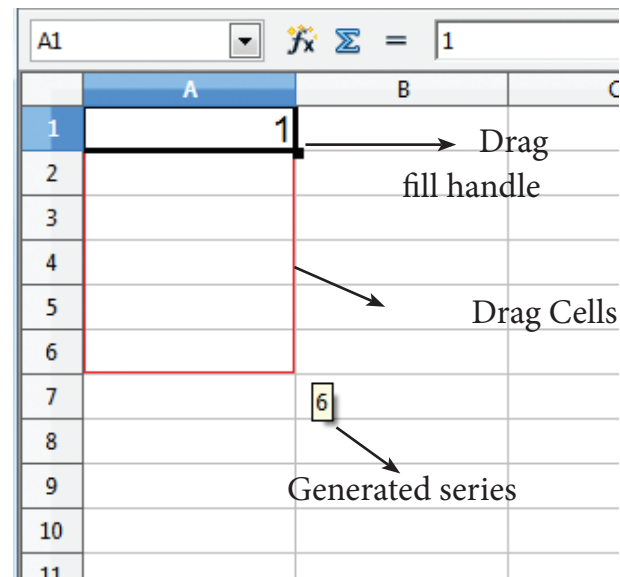 A1 fx Σ = 1
A B C
1 1
Drag
2
fill handle
3
4
5
Drag Cells
6
7
6
8
9
Generated series
10
11